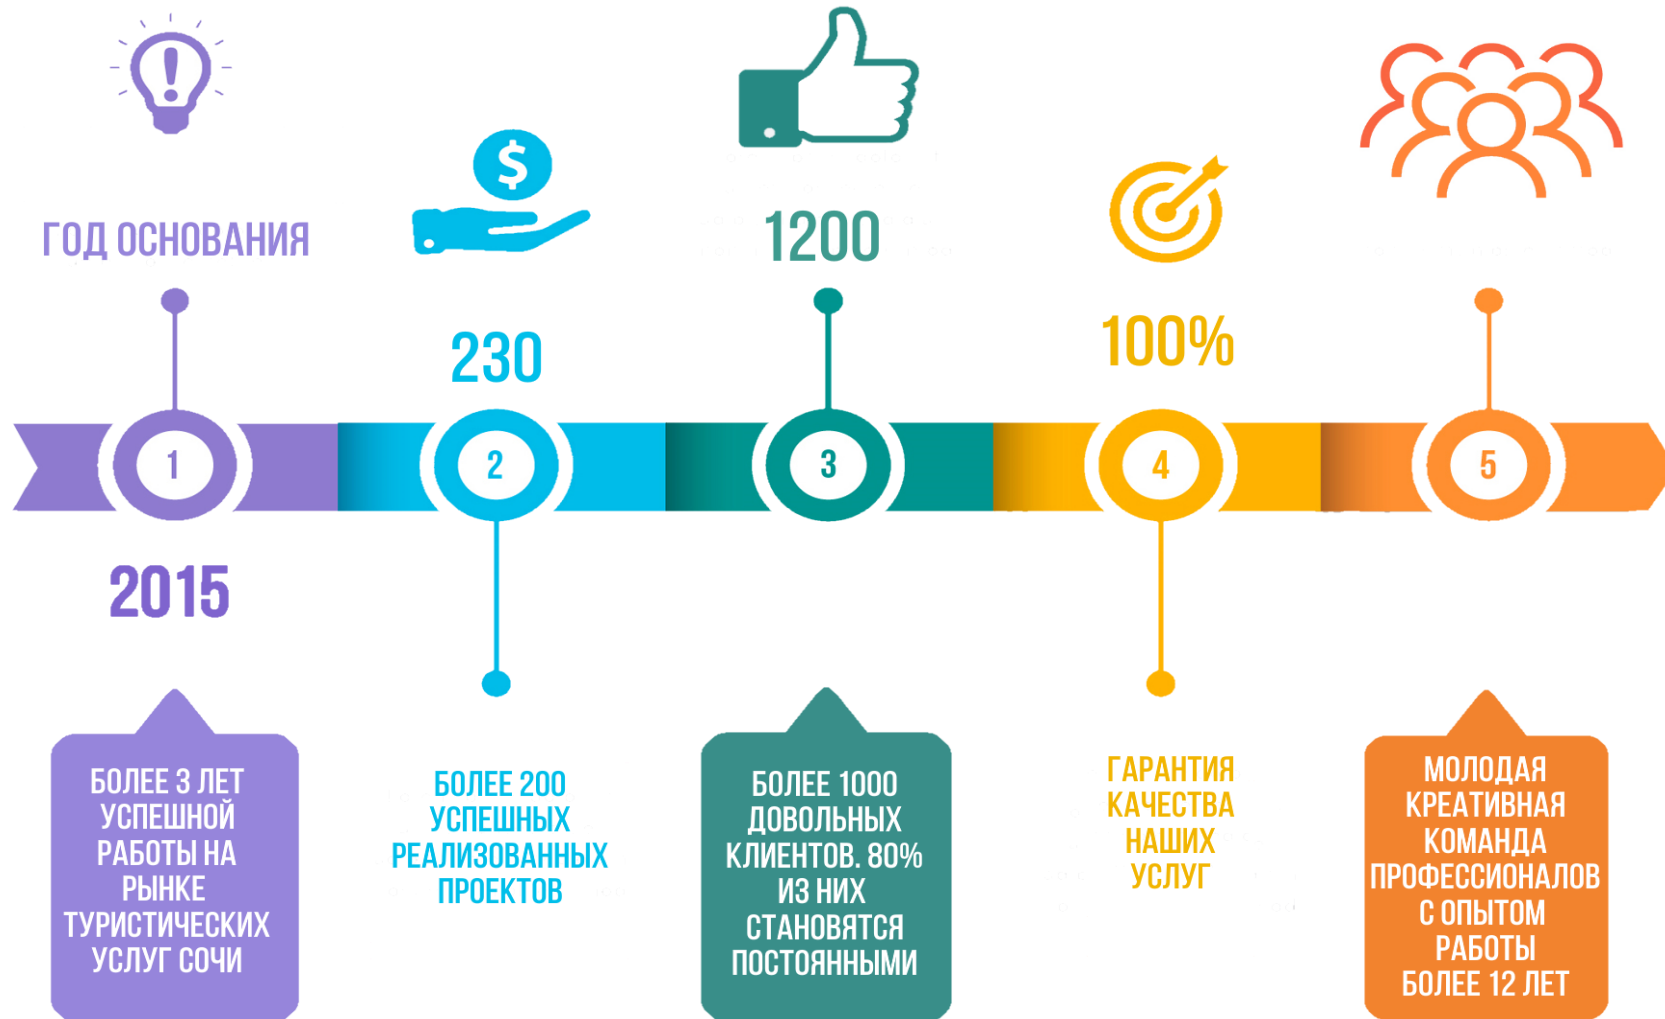 ГОД ОСНОВАНИЯ
1
2015
БОЛЕЕ 3 ЛЕТ
УСПЕШНОЙ
РАБОТЫ НА
РЫНКЕ
ТУРИСТИЧЕСКИХ
УСЛУГ СОЧИ
$
230
2
БОЛЕЕ 200
УСПЕШНЫХ
РЕАЛИЗОВАННЫХ
ПРОЕКТОВ
1200
3
БОЛЕЕ 1000
ДОВОЛЬНЫХ
КЛИЕНТОВ. 80%
ИЗ НИХ
СТАНОВЯТСЯ
ПОСТОЯННЫМИ
100%
4
ГАРАНТИЯ
КАЧЕСТВА
НАШИХ
УСЛУГ
5
МОЛОДАЯ
КРЕАТИВНАЯ
КОМАНДА
ПРОФЕССИОНАЛОВ
С ОПЫТОМ
РАБОТЫ
БОЛЕЕ 12 ЛЕТ